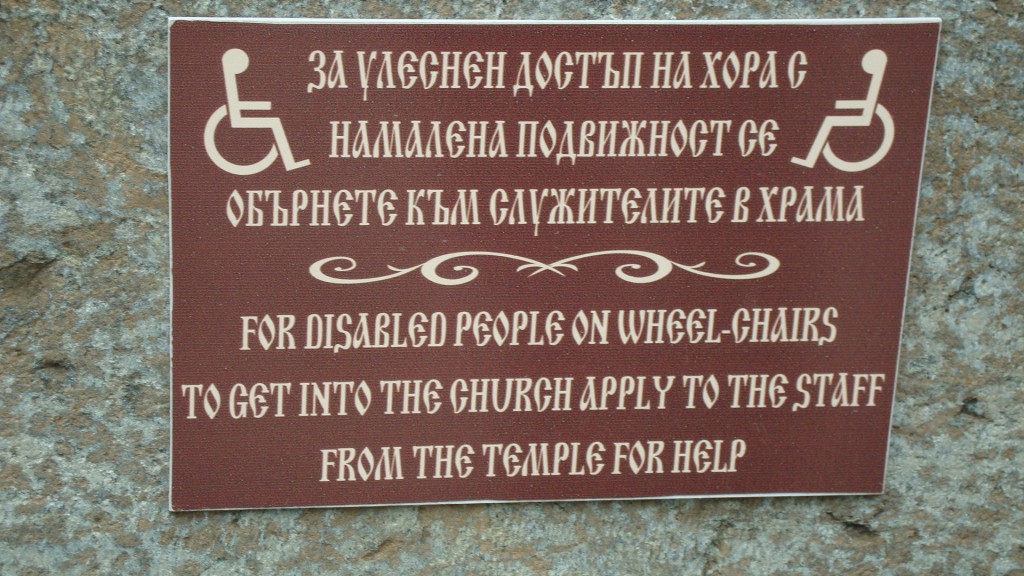 ЗА УЛЕСНЕН ДОСТЪП НА ХОРА С
НАМАЛЕНА ПОДВИЖНОСТ СЕ
ОБЪРНЕТЕ КЪМ СЛУЖИТЕЛИТЕ В ХРАМА
FOR DISABLED PEOPLE ON WHEEL-CHAIRS
TO GET INTO THE CHURCH APPLY TO THE STAFF
FROM THE TEMPLE FOR HELP